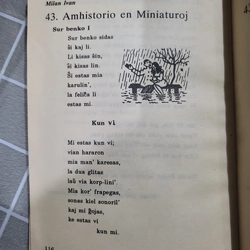 Milan Ivan
43. Amhistorio en Miniaturoj
Sur benko I
Sur benko sidas
ŝi kaj li.
Li kisas ŝin,
ŝi kisas lin.
Ŝi estas mia
karulin',
la feliĉa li
estas mi.
Kun vi
Mi estas kun vi;
vian hararon
mia man' karesas,
la dua glitas
laŭ via korp-lini'.
Mia kor' frapegas,
sonas kiel sonoril'
kaj mi ĝojas,
ke estas vi
kun mi.
116